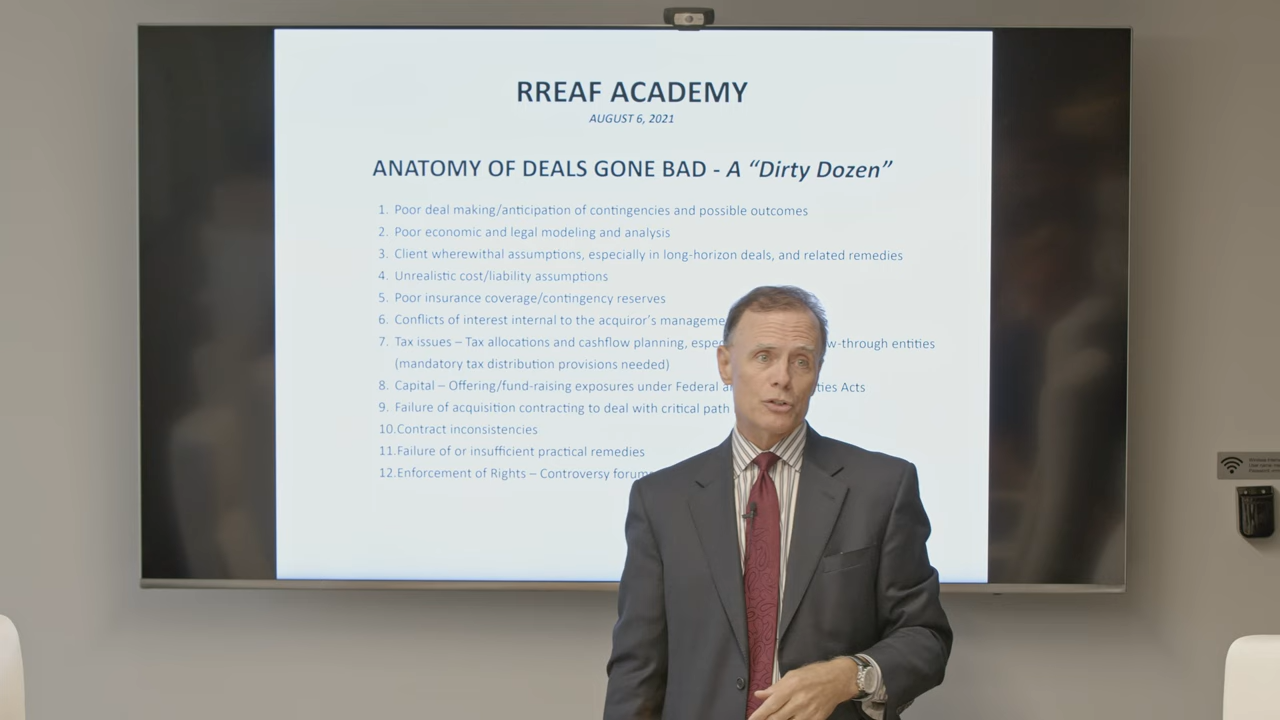 RREAF ACADEMY
AUGUST 6, 2021
ANATOMY OF DEALS GONE BAD - A “Dirty Dozen”
1. Poor deal making/anticipation of contingencies and possible outcomes
2. Poor economic and legal modeling and analysis
3. Client wherewithal assumptions, especially in long-horizon deals, and related remedies
4. Unrealistic cost/liability assumptions
5. Poor insurance coverage/contingency reserves
6. Conflicts of interest internal to the acquiror’s
7. Tax issues – Tax allocations and cashflow planning, entities
(mandatory tax distribution provisions needed)
8. Capital – Offering/fund-raising exposures under Federal Acts
9. Failure of acquisition contracting to deal with critical path
10.Contract inconsistencies
11.Failure of or insufficient practical remedies
12.Enforcement of Rights – Controversy